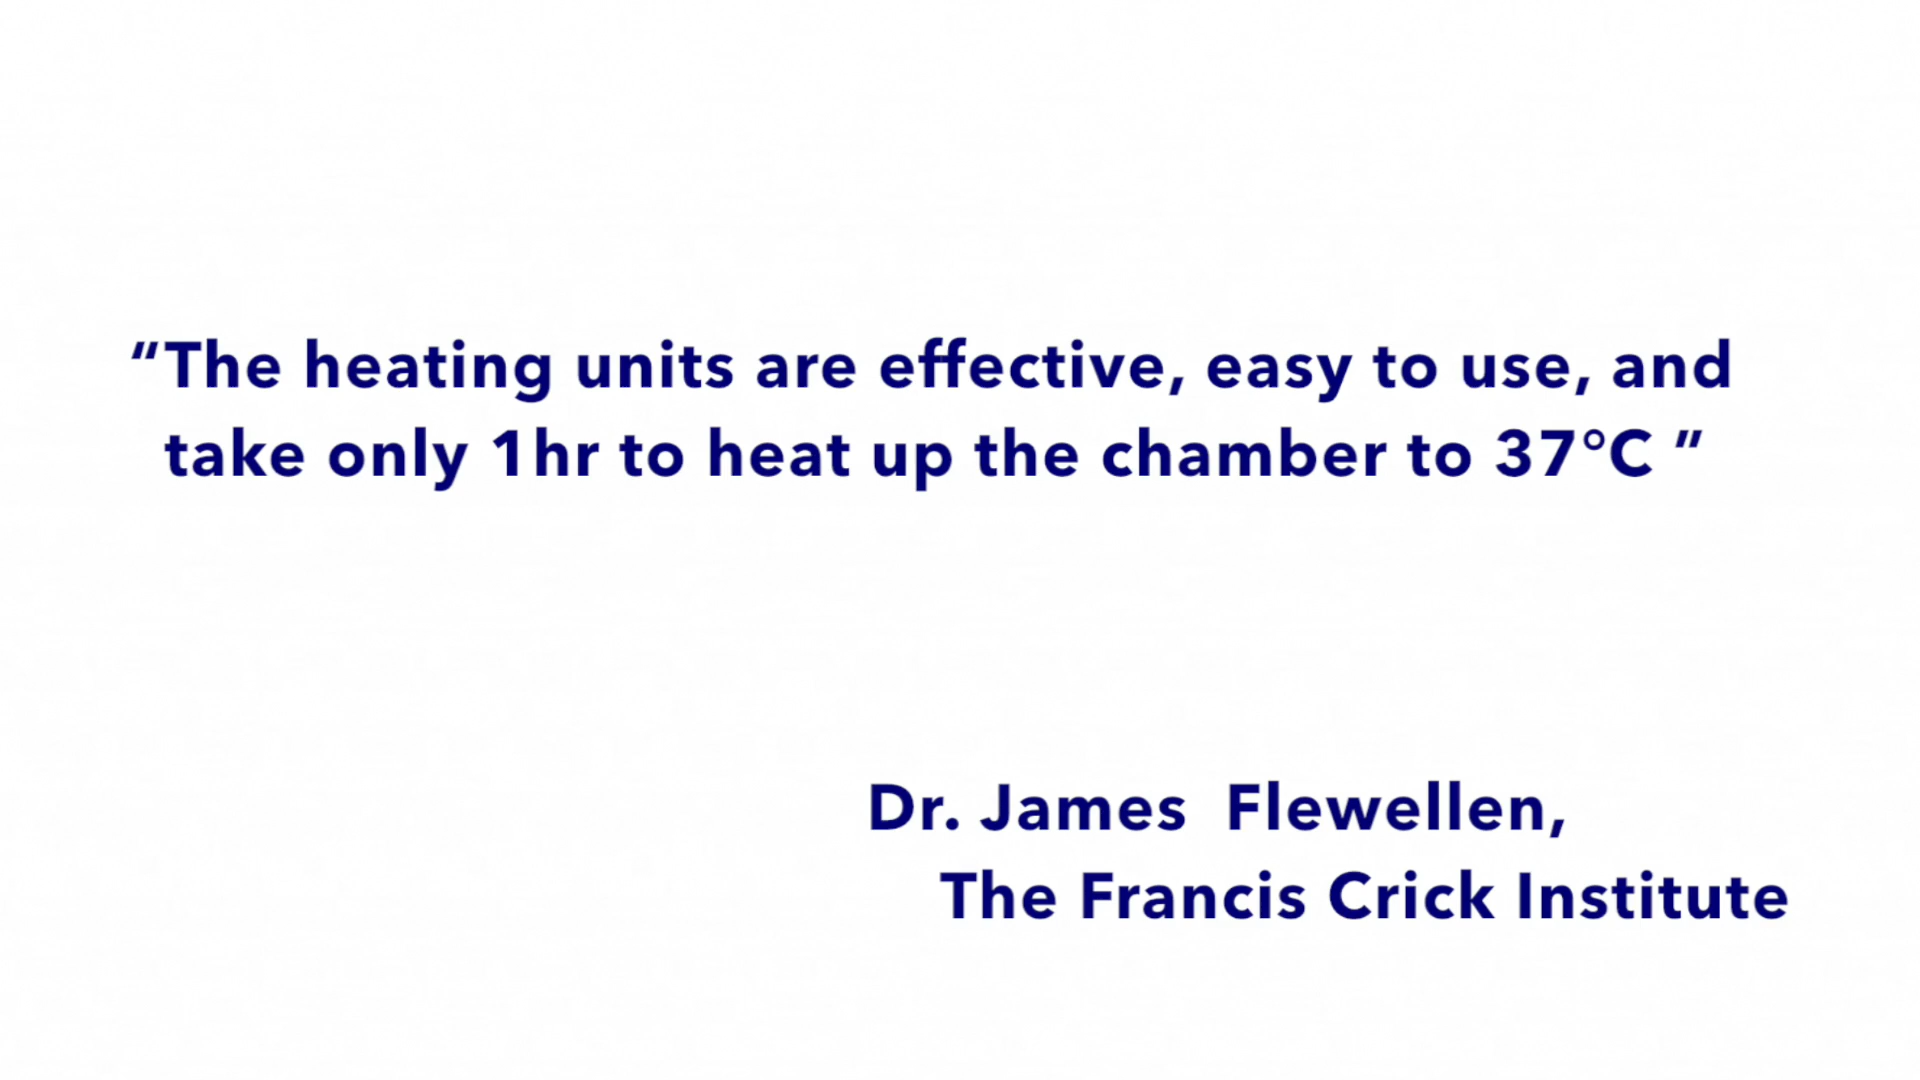 “The heating units are effective, easy to use, and
take only 1hr to heat up the chamber to 37°C ”
Dr. James  Flewellen,
The Francis Crick Institute